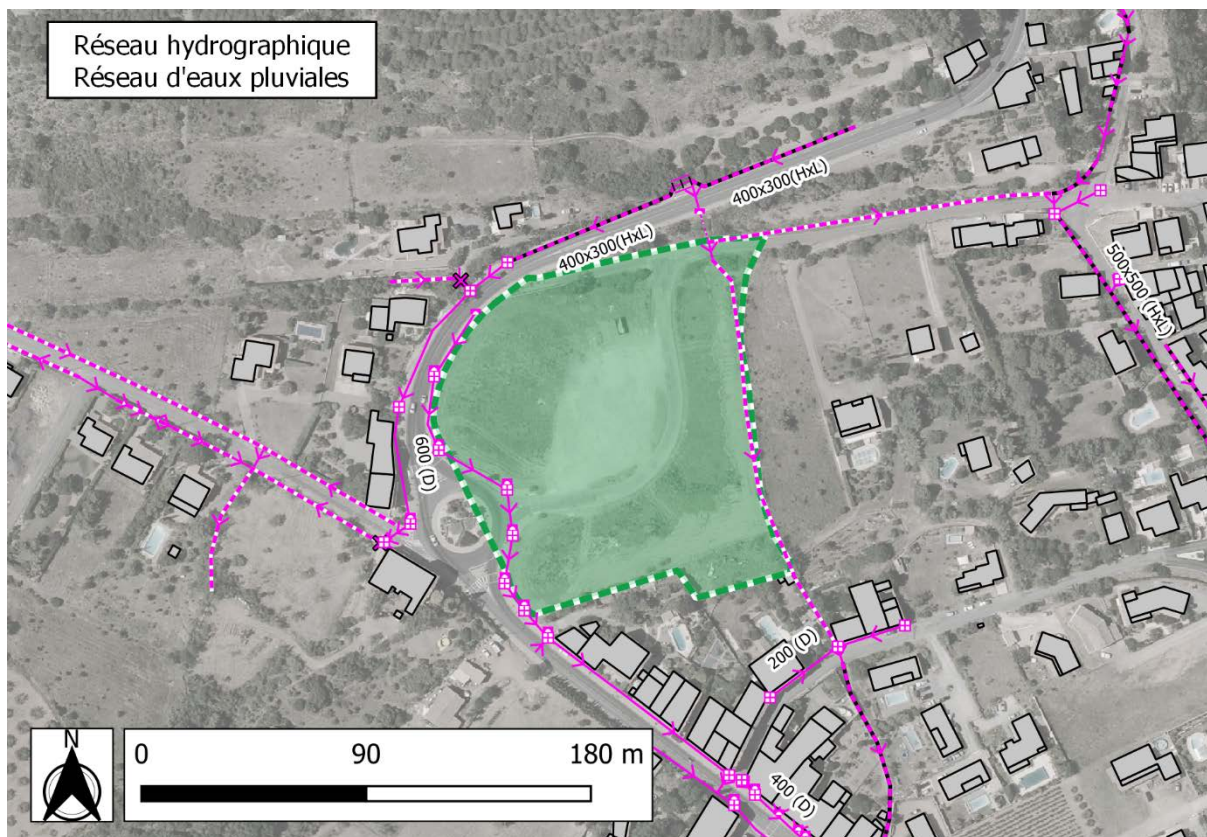 Réseau hydrographique
Réseau d'eaux pluviales
400x300(HxL)
400x300(HxL)
500x500 (HxL)
600 (D)
200 (D)
400 (D)
N
0 90 180 m